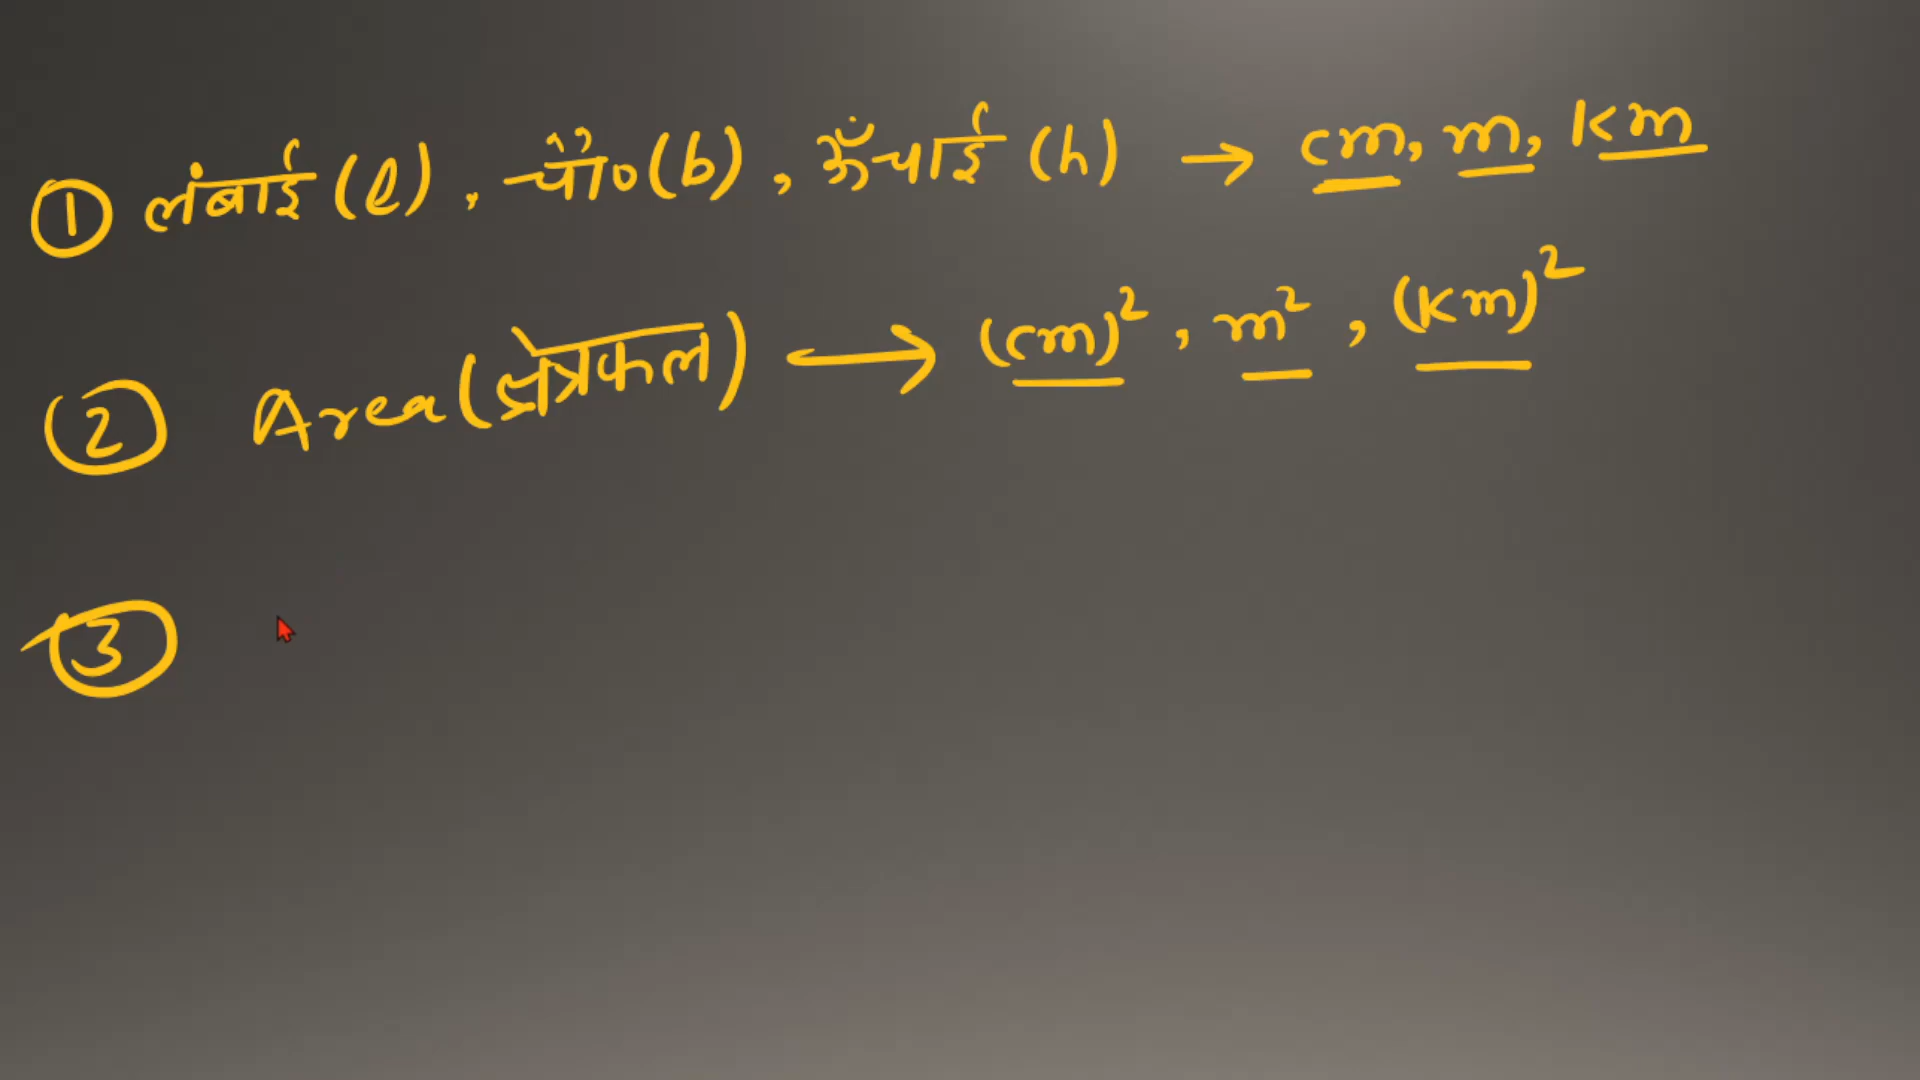 ① लंबाई (l), चौ० (b), ऊँचाई (h) → cm, m, km
② Area (क्षेत्रफल) → (cm)², m², (km)²
③